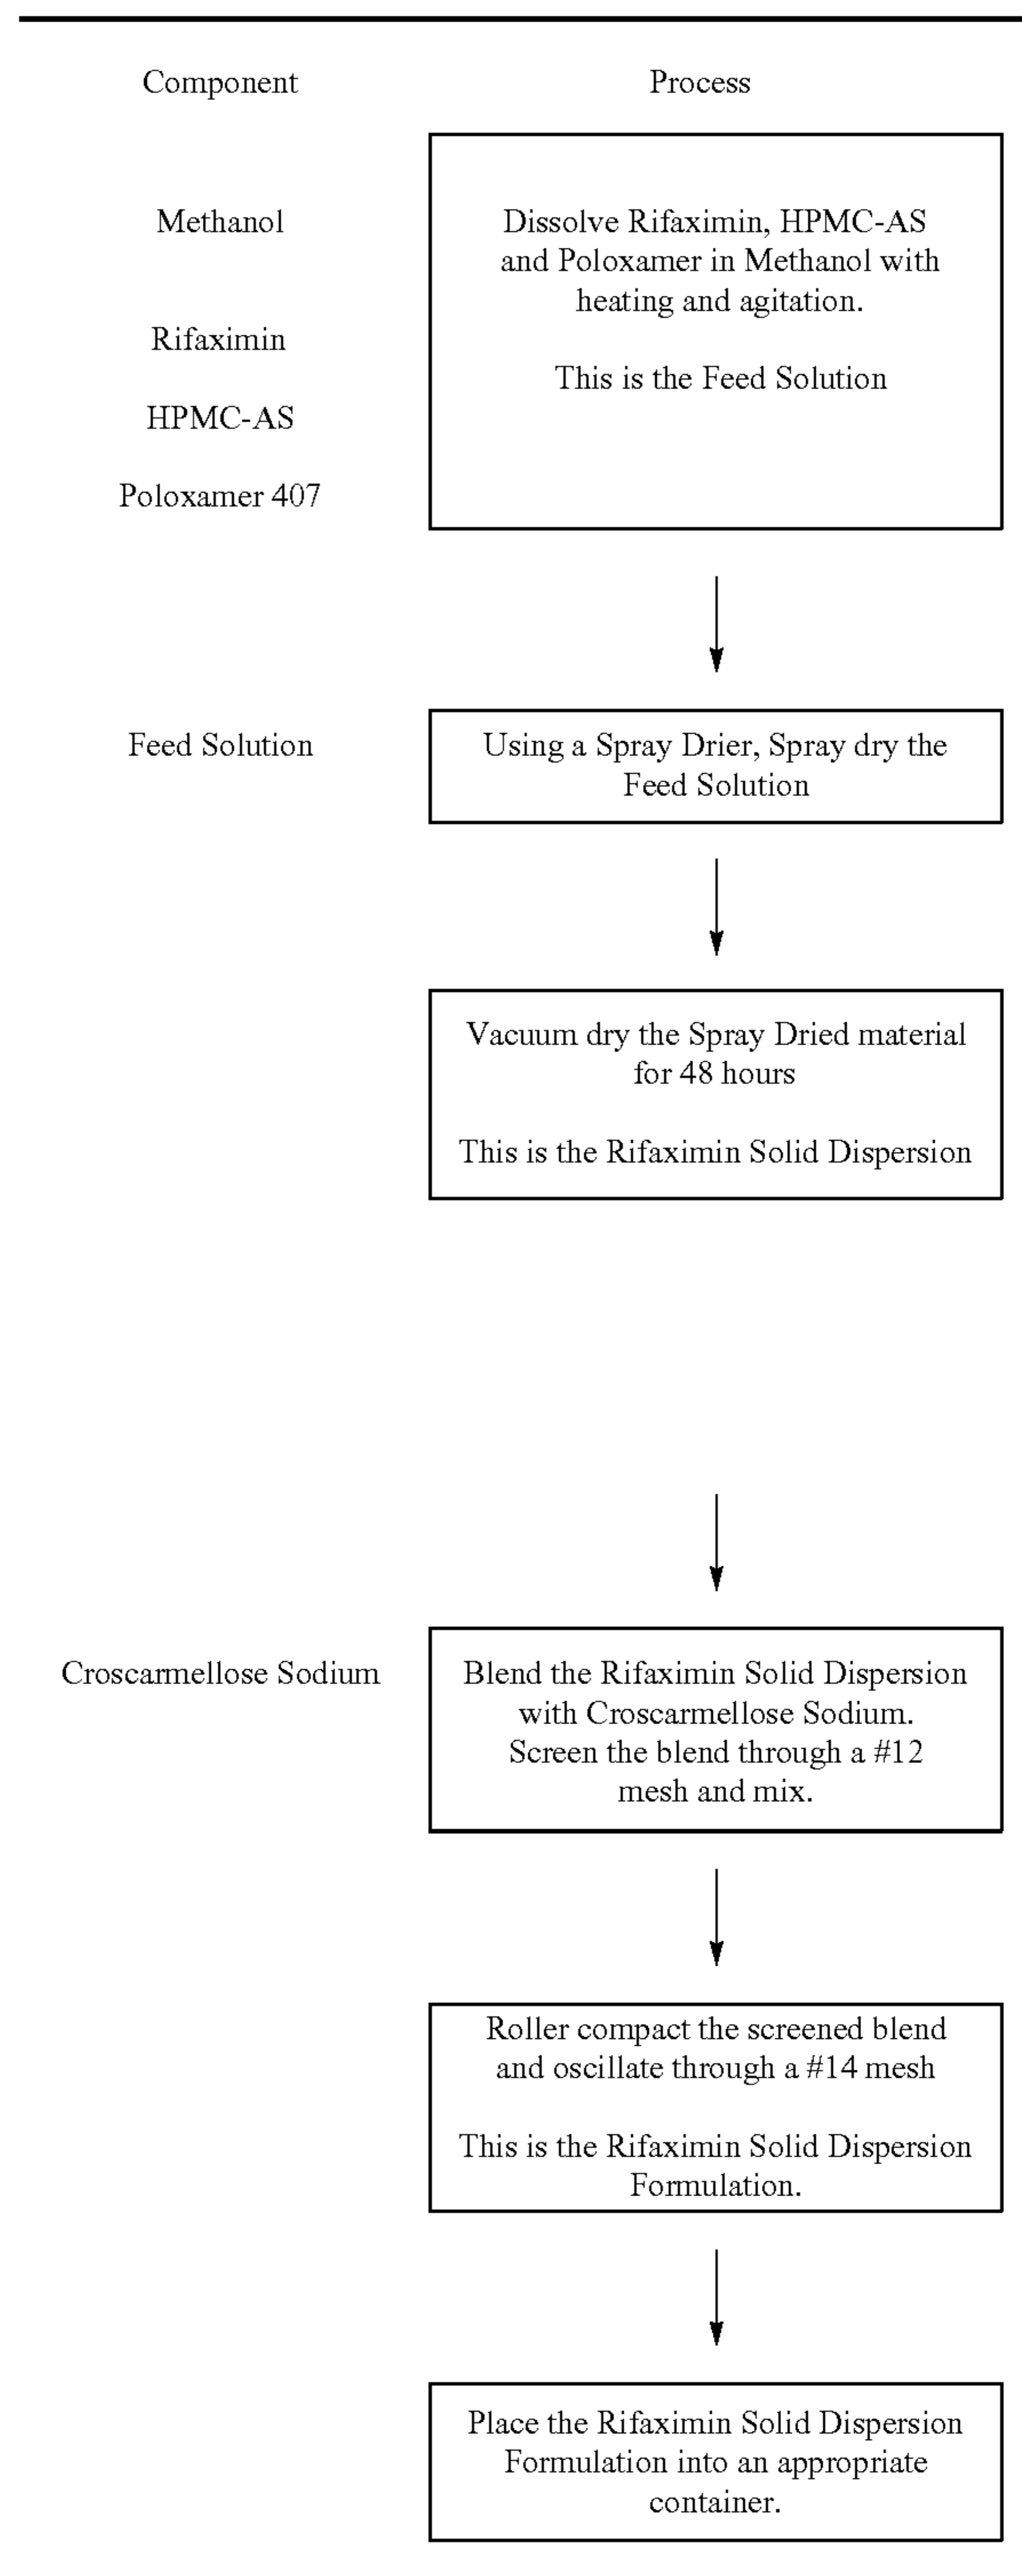 Component Process
Methanol
Rifaximin
HPMC-AS
Poloxamer 407
Dissolve Rifaximin, HPMC-AS
and Poloxamer in Methanol with
heating and agitation.
This is the Feed Solution
Feed Solution
Using a Spray Drier, Spray dry the
Feed Solution
Vacuum dry the Spray Dried material
for 48 hours
This is the Rifaximin Solid Dispersion
Croscarmellose Sodium
Blend the Rifaximin Solid Dispersion
with Croscarmellose Sodium.
Screen the blend through a #12
mesh and mix.
Roller compact the screened blend
and oscillate through a #14 mesh
This is the Rifaximin Solid Dispersion
Formulation.
Place the Rifaximin Solid Dispersion
Formulation into an appropriate
container.